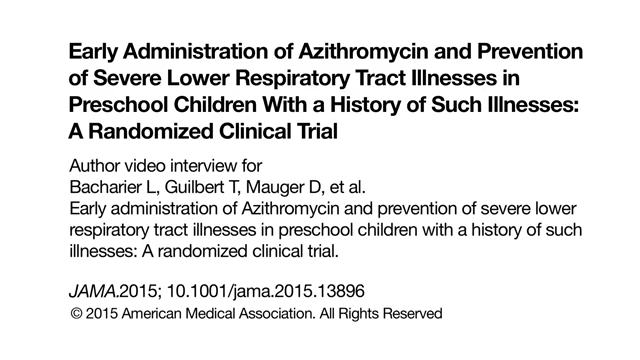 Early Administration of Azithromycin and Prevention
of Severe Lower Respiratory Tract Illnesses in
Preschool Children With a History of Such Illnesses:
A Randomized Clinical Trial
Author video interview for
Bacharier L, Guilbert T, Mauger D, et al.
Early administration of Azithromycin and prevention of severe lower
respiratory tract illnesses in preschool children with a history of such
illnesses: A randomized clinical trial.
JAMA.2015; 10.1001/jama.2015.13896
© 2015 American Medical Association. All Rights Reserved